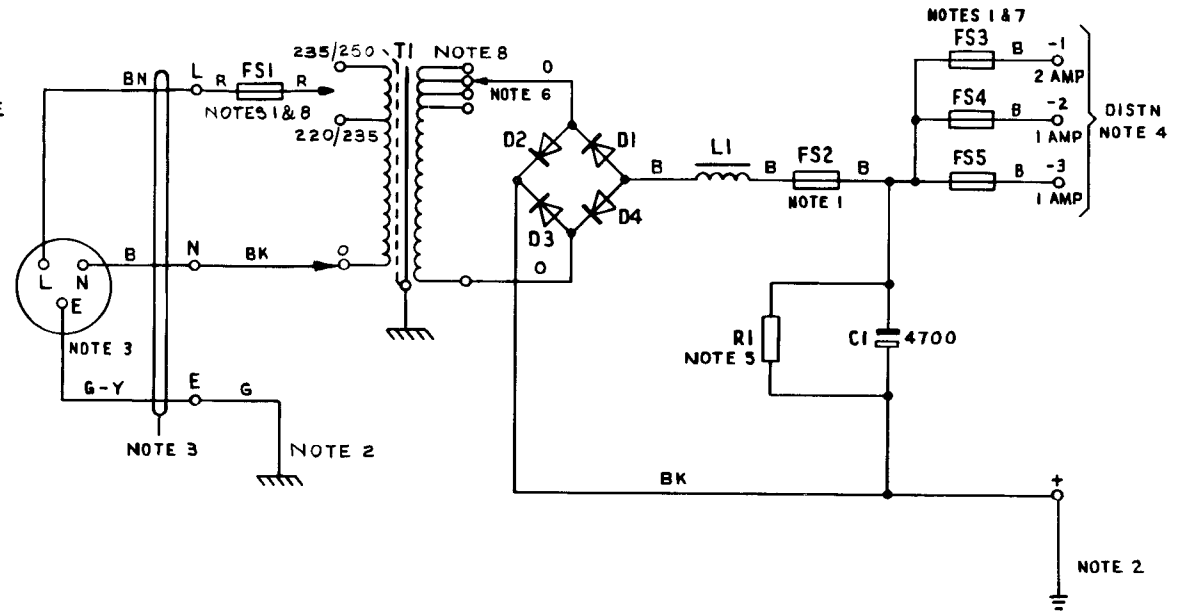 NOTES 1 & 7
FS3 B -1
2 AMP
FS4 B -2
1 AMP
FS5 B -3
1 AMP
DISTN
NOTE 4
235/250 T1 NOTE 8
BN L R FS1 R
NOTES 1 & 8
220/235
O
NOTE 6
D2 D1
D3 D4
B L1 B FS2 B
NOTE 1
O
L N E
B N BK O
NOTE 3
G-Y E G
NOTE 3
NOTE 2
R1
NOTE 5
C1 4700
BK
+
NOTE 2